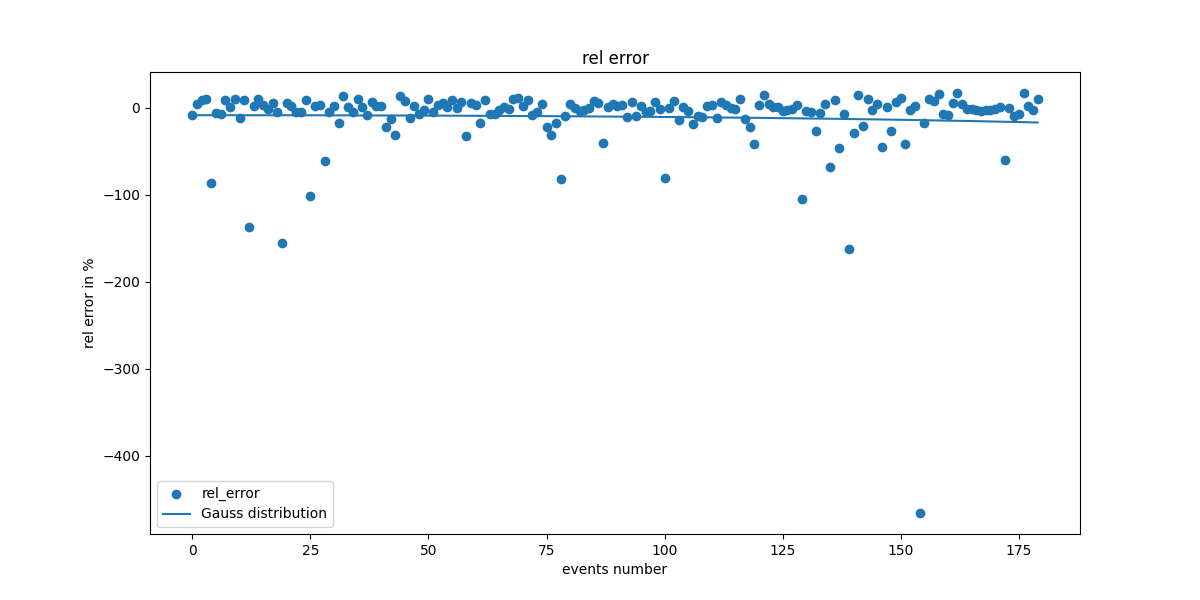 rel error
0
−100
−200
−300
−400
rel error in %
rel_error
Gauss distribution
0
25
50
75
100
125
150
175
events number